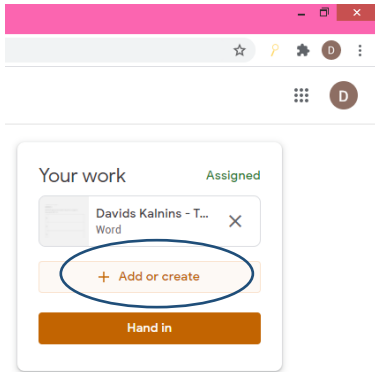 D
D
Your work Assigned
Davids Kalnins - T...
Word
+ Add or create
Hand in